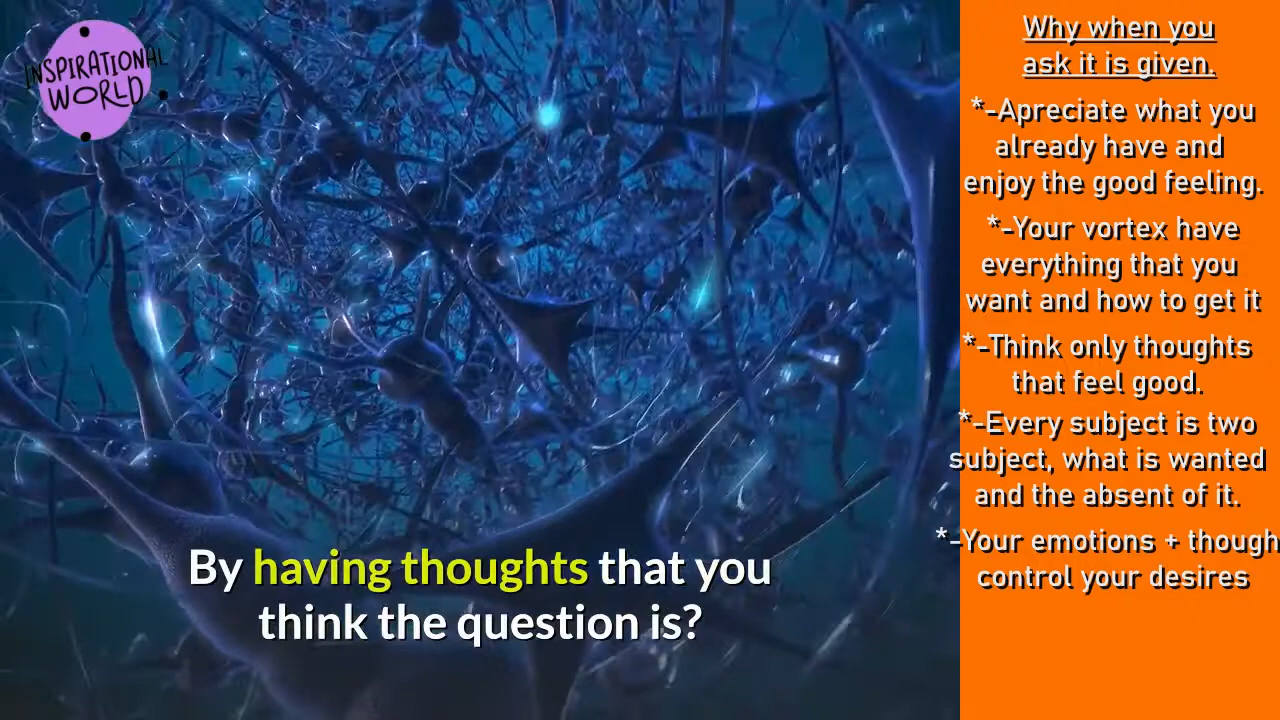 INSPIRATIONAL
WORLD
Why when you
ask it is given.
*-Apreciate what you
already have and
enjoy the good feeling.
*-Your vortex have
everything that you
want and how to get it
*-Think only thoughts
that feel good.
*-Every subject is two
subject, what is wanted
and the absent of it.
*-Your emotions + though
control your desires
By having thoughts that you
think the question is?